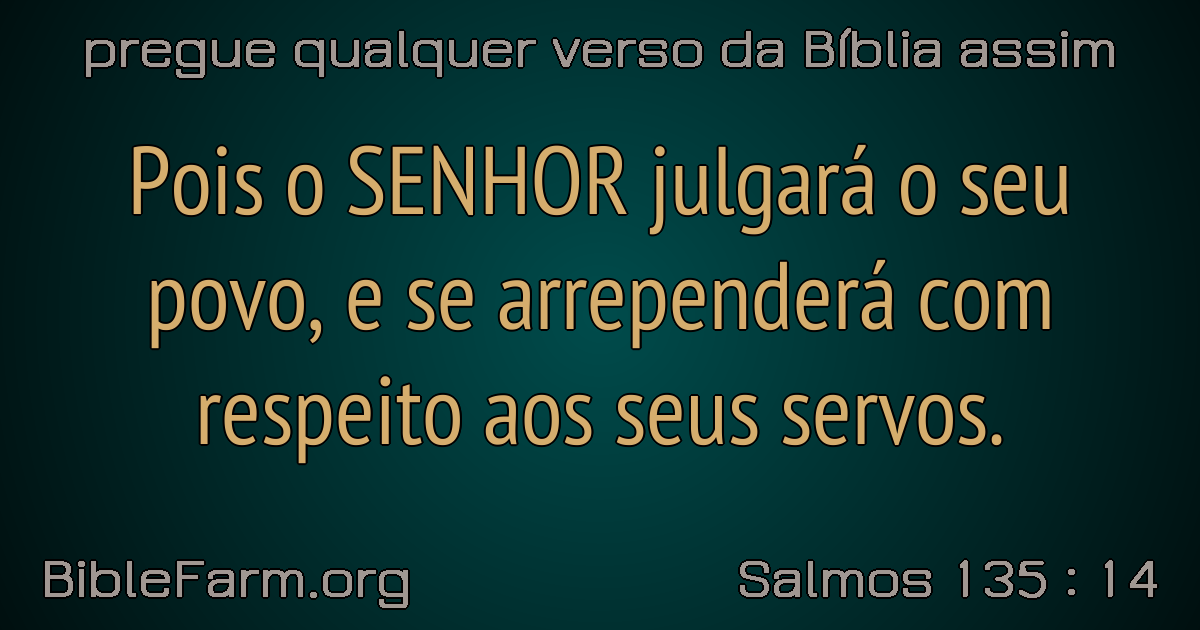 pregue qualquer verso da Bíblia assim
Pois o SENHOR julgará o seu
povo, e se arrependerá com
respeito aos seus servos.
BibleFarm.org
Salmos 135 : 14